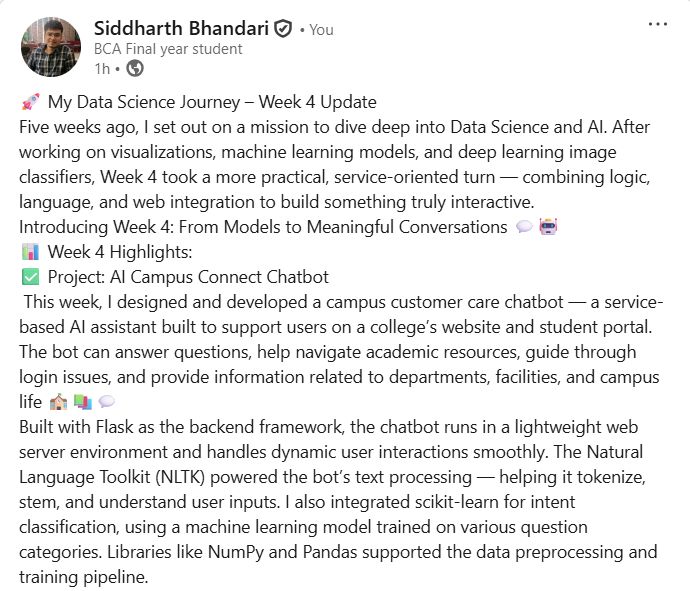 Siddharth Bhandari • You
BCA Final year student
1h •
🚀 My Data Science Journey – Week 4 Update
Five weeks ago, I set out on a mission to dive deep into Data Science and AI. After
working on visualizations, machine learning models, and deep learning image
classifiers, Week 4 took a more practical, service-oriented turn — combining logic,
language, and web integration to build something truly interactive.
Introducing Week 4: From Models to Meaningful Conversations 💬 🤖
📊 Week 4 Highlights:
✅ Project: AI Campus Connect Chatbot
This week, I designed and developed a campus customer care chatbot — a service-
based AI assistant built to support users on a college’s website and student portal.
The bot can answer questions, help navigate academic resources, guide through
login issues, and provide information related to departments, facilities, and campus
life 🏫 📚 💬
Built with Flask as the backend framework, the chatbot runs in a lightweight web
server environment and handles dynamic user interactions smoothly. The Natural
Language Toolkit (NLTK) powered the bot’s text processing — helping it tokenize,
stem, and understand user inputs. I also integrated scikit-learn for intent
classification, using a machine learning model trained on various question
categories. Libraries like NumPy and Pandas supported the data preprocessing and
training pipeline.